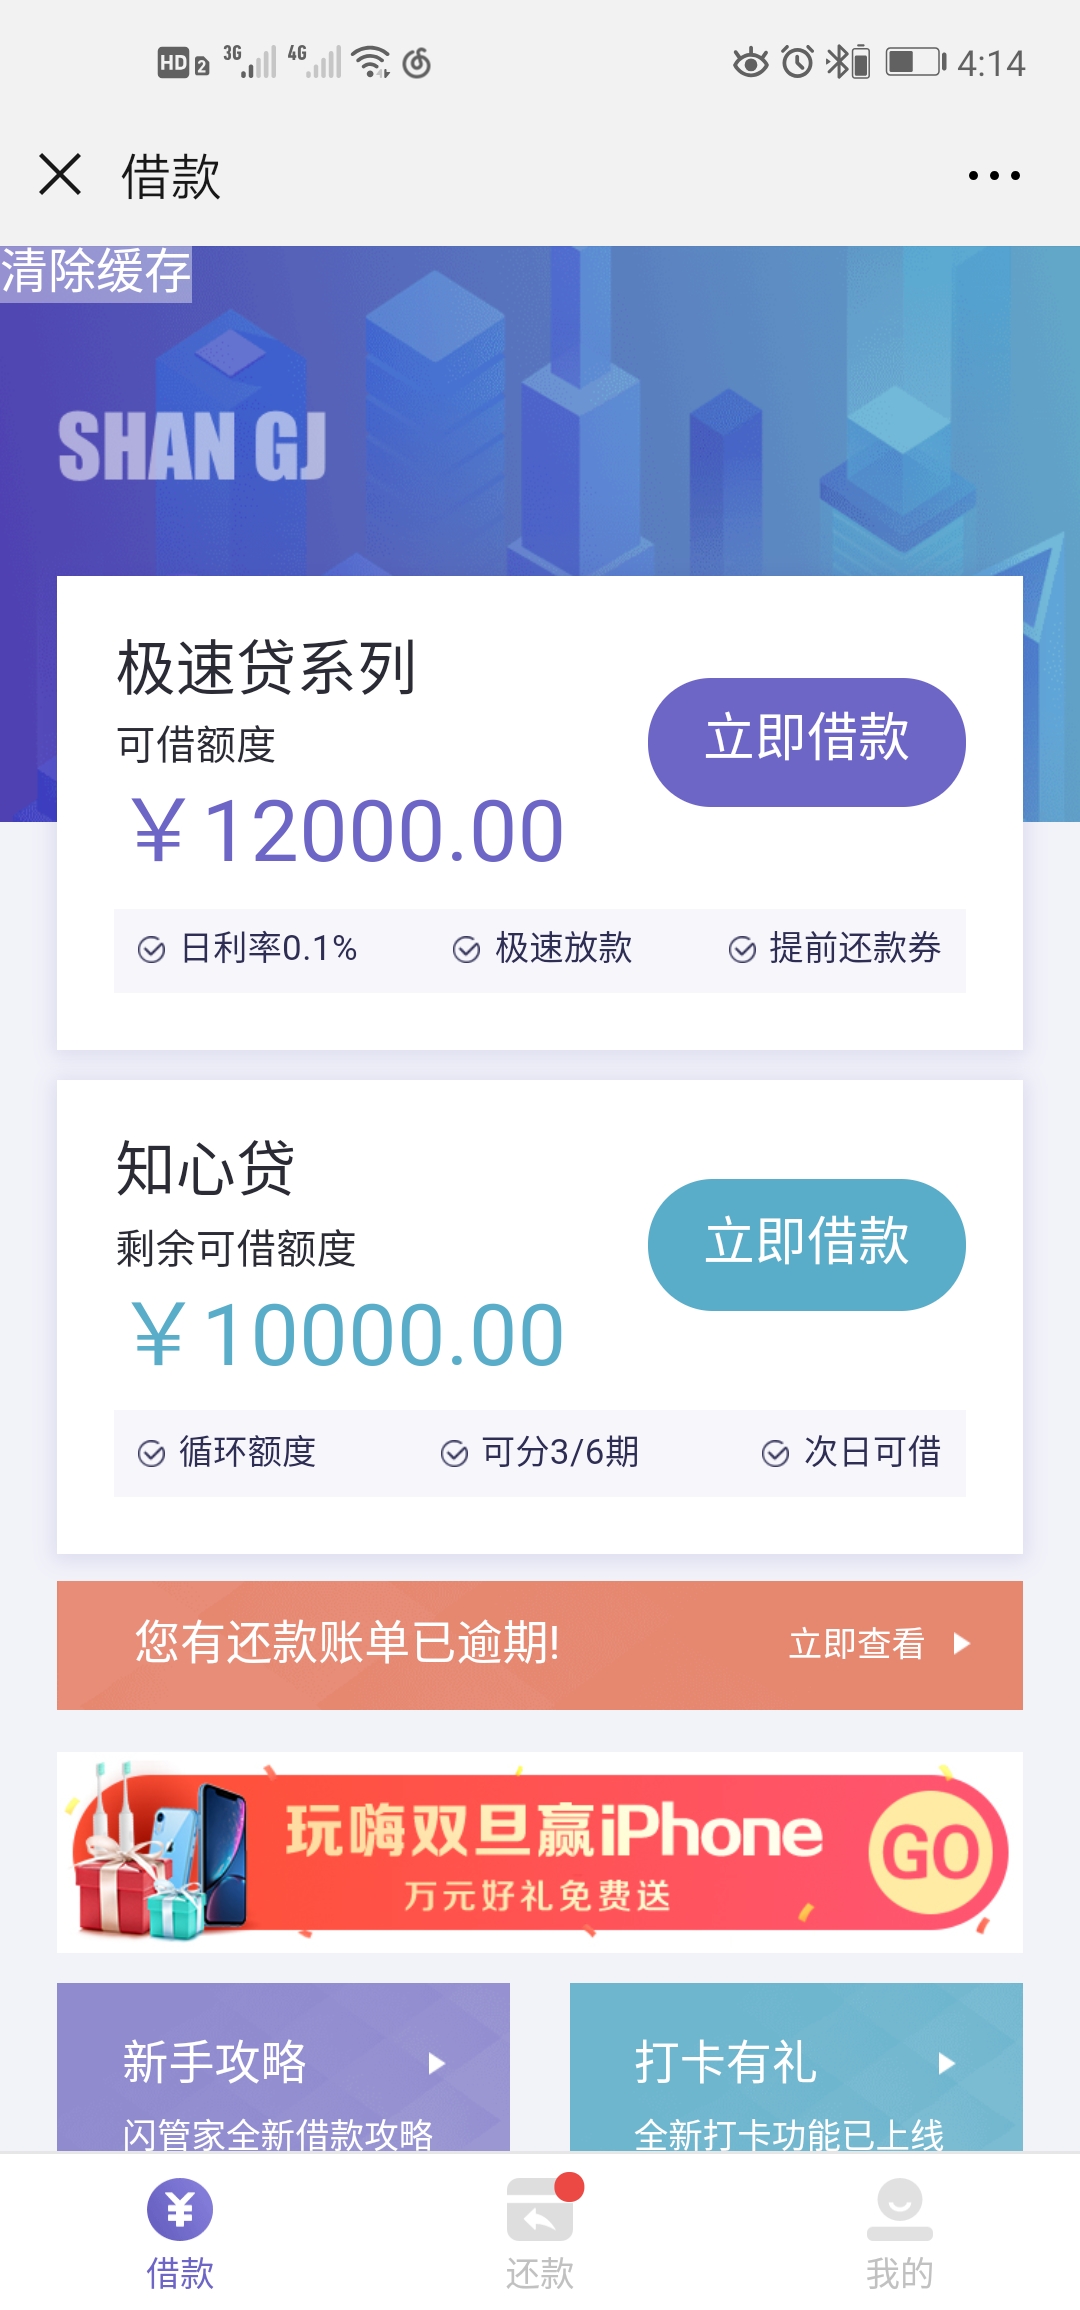 HD 2 3G 4G 4:14
借款
清除缓存
SHAN GJ
极速贷系列
可借额度
￥12000.00
立即借款
日利率0.1% 极速放款 提前还款券
知心贷
剩余可借额度
￥10000.00
立即借款
循环额度 可分3/6期 次日可借
您有还款账单已逾期! 立即查看
玩嗨双旦赢iPhone
万元好礼免费送
GO
新手攻略
闪管家全新借款攻略
打卡有礼
全新打卡功能已上线
借款 还款 我的